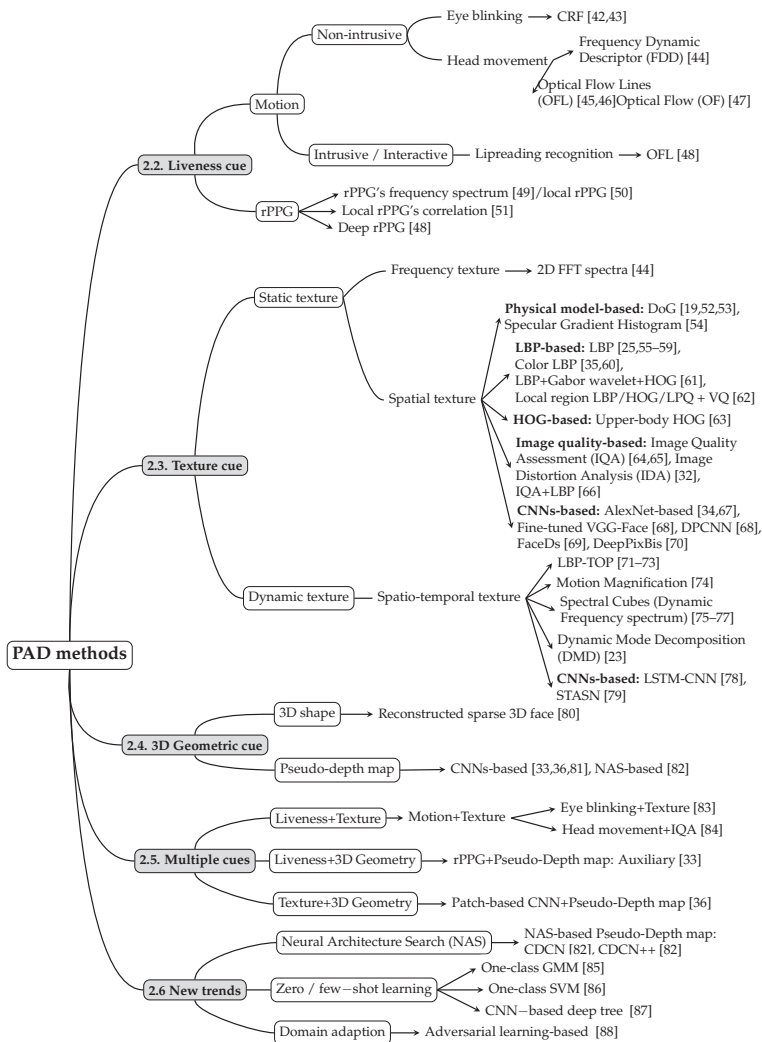 Eye blinking
CRF [42,43]
Non-intrusive
Frequency Dynamic
Descriptor (FDD) [44]
Head movement
Optical Flow Lines
(OFL) [45,46]Optical Flow (OF) [47]
Motion
Intrusive / Interactive
Lipreading recognition
OFL [48]
2.2. Liveness cue
rPPG's frequency spectrum [49]/local rPPG [50]
rPPG
Local rPPG's correlation [51]
Deep rPPG [48]
Frequency texture
2D FFT spectra [44]
Static texture
Physical model-based: DoG [19,52,53],
Specular Gradient Histogram [54]
LBP-based: LBP [25,55–59],
Color LBP [35,60],
LBP+Gabor wavelet+HOG [61],
Local region LBP/HOG/LPQ + VQ [62]
Spatial texture
HOG-based: Upper-body HOG [63]
Image quality-based: Image Quality
Assessment (IQA) [64,65], Image
Distortion Analysis (IDA) [32],
IQA+LBP [66]
2.3. Texture cue
CNNs-based: AlexNet-based [34,67],
Fine-tuned VGG-Face [68], DPCNN [68],
FaceDs [69], DeepPixBis [70]
LBP-TOP [71–73]
Motion Magnification [74]
Dynamic texture
Spatio-temporal texture
Spectral Cubes (Dynamic
Frequency spectrum) [75–77]
Dynamic Mode Decomposition
(DMD) [23]
CNNs-based: LSTM-CNN [78],
STASN [79]
PAD methods
3D shape
Reconstructed sparse 3D face [80]
2.4. 3D Geometric cue
Pseudo-depth map
CNNs-based [33,36,81], NAS-based [82]
Liveness+Texture
Motion+Texture
Eye blinking+Texture [83]
Head movement+IQA [84]
2.5. Multiple cues
Liveness+3D Geometry
rPPG+Pseudo-Depth map: Auxiliary [33]
Texture+3D Geometry
Patch-based CNN+Pseudo-Depth map [36]
Neural Architecture Search (NAS)
NAS-based Pseudo-Depth map:
CDCN [82], CDCN++ [82]
2.6 New trends
Zero / few−shot learning
One-class GMM [85]
One-class SVM [86]
CNN−based deep tree [87]
Domain adaption
Adversarial learning-based [88]